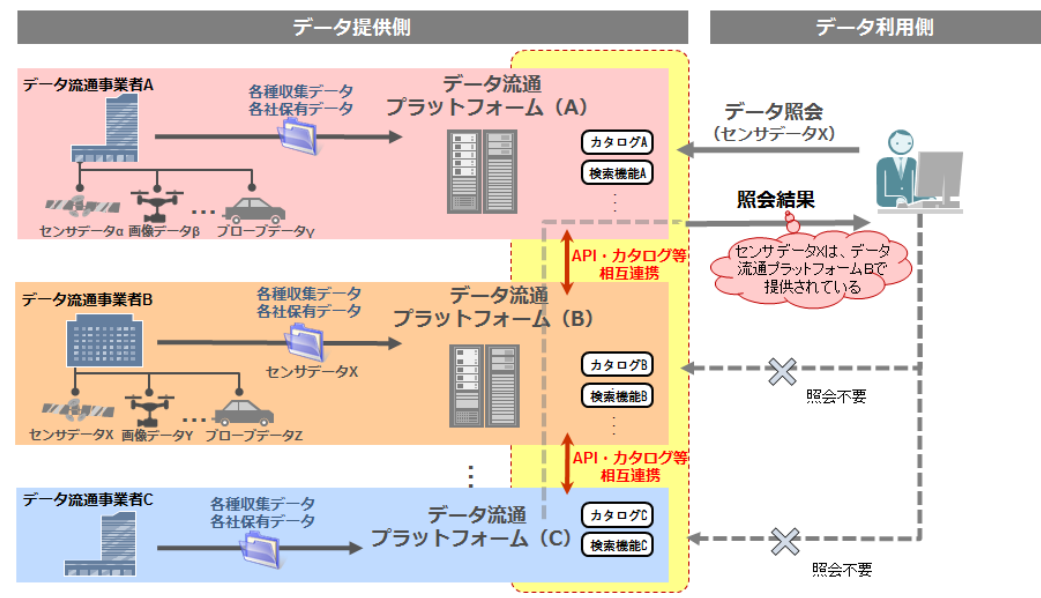 データ提供側
データ利用側
データ流通事業者A
各種収集データ
各社保有データ
データ流通
プラットフォーム（A）
カタログA
検索機能A
⋮
センサデータα 画像データβ … プローブデータγ
データ照会
（センサデータX）
照会結果
センサデータXは、データ
流通プラットフォームBで
提供されている
API・カタログ等
相互連携
データ流通事業者B
各種収集データ
各社保有データ
センサデータX
データ流通
プラットフォーム（B）
カタログB
検索機能B
⋮
センサデータX 画像データY … プローブデータZ
照会不要
API・カタログ等
相互連携
⋮
データ流通事業者C
各種収集データ
各社保有データ
データ流通
プラットフォーム（C）
カタログC
検索機能C
照会不要